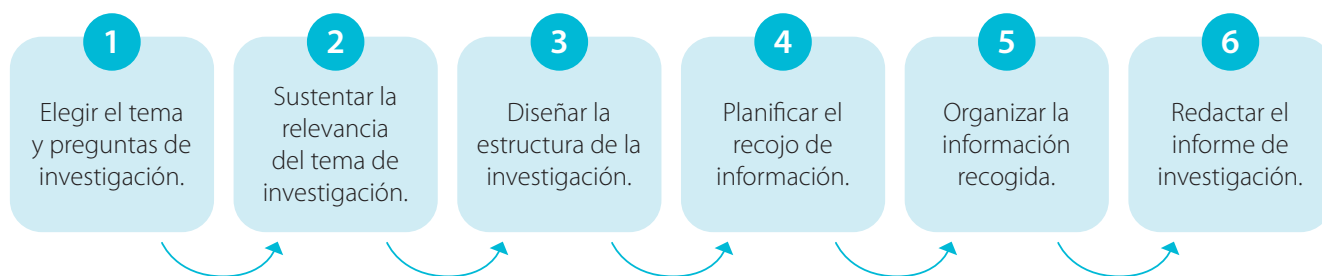 1
Elegir el tema
y preguntas de
investigación.
2
Sustentar la
relevancia
del tema de
investigación.
3
Diseñar la
estructura de la
investigación.
4
Planificar el
recojo de
información.
5
Organizar la
información
recogida.
6
Redactar el
informe de
investigación.